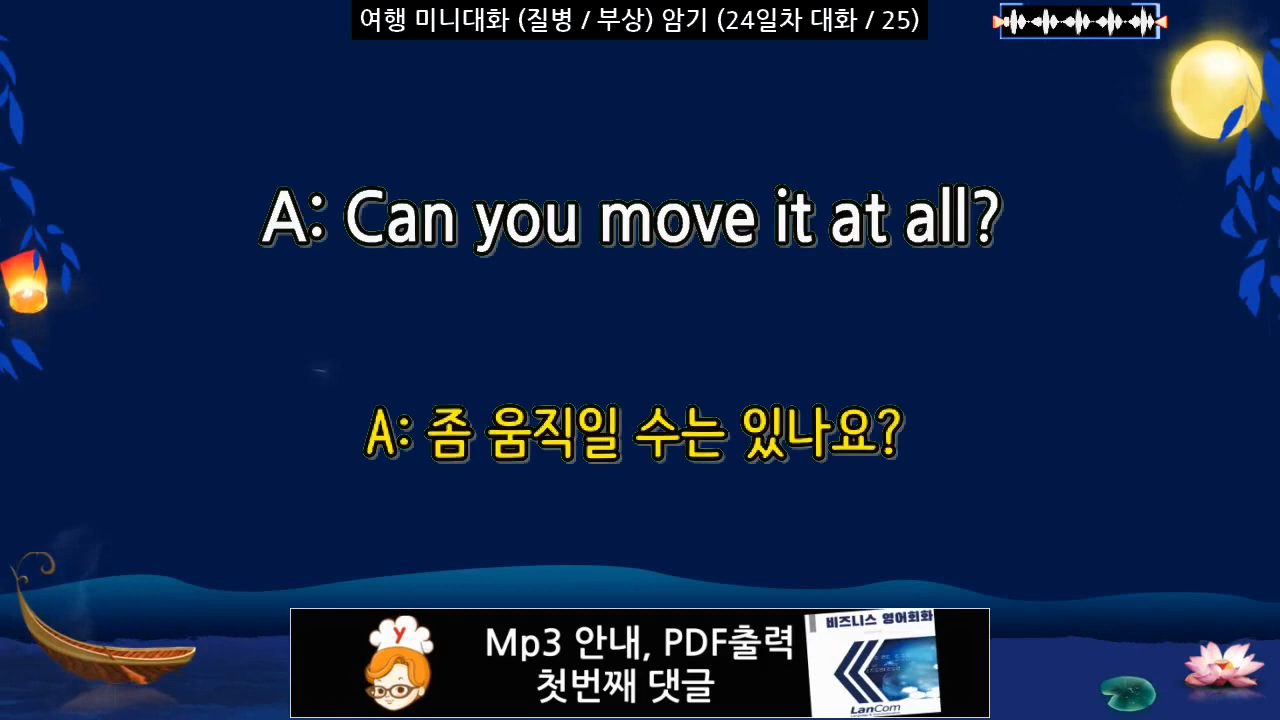 여행 미니대화 (질병 / 부상) 암기 (24일차 대화 / 25)
A: Can you move it at all?
A: 좀 움직일 수는 있나요?
Y
Mp3 안내, PDF출력
첫번째 댓글
비즈니스 영어회화
LanCom